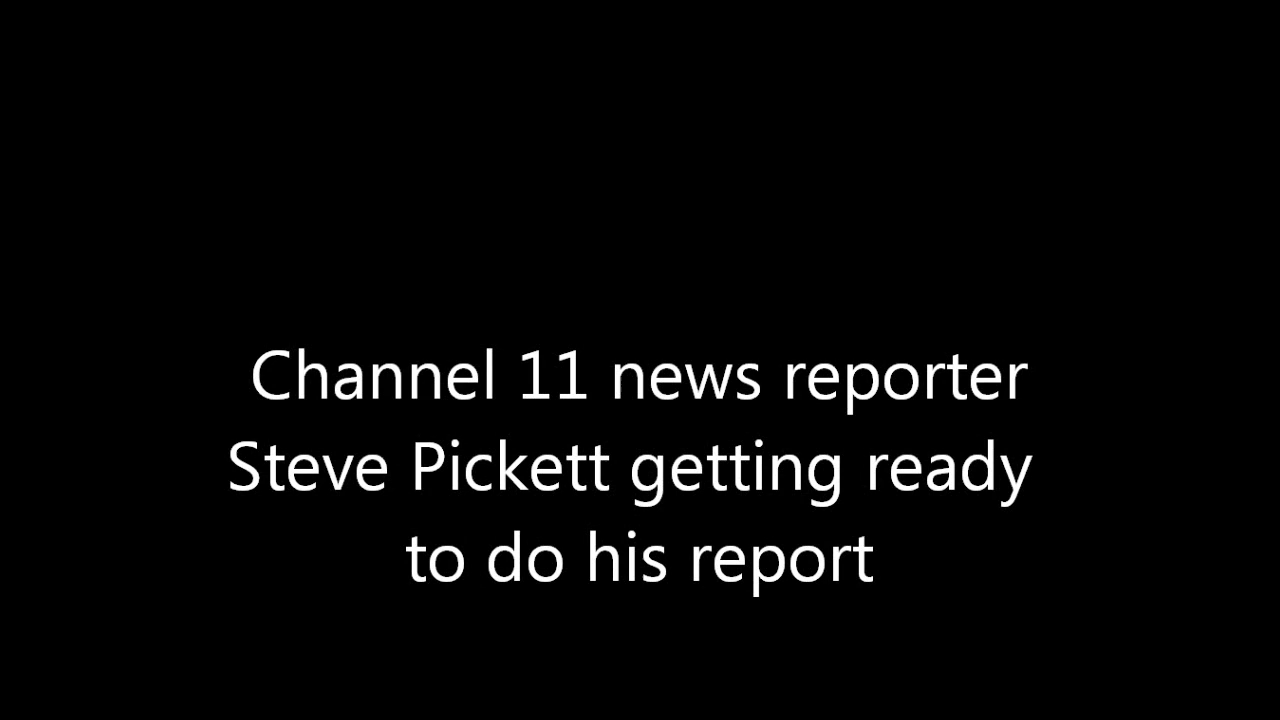 Channel 11 news reporter
Steve Pickett getting ready
to do his report